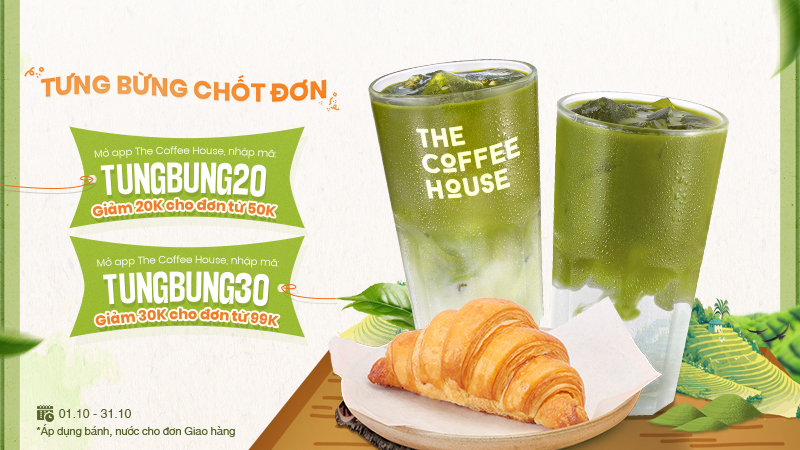 TƯNG BỪNG CHỐT ĐƠN
Mở app The Coffee House, nhập mã:
TUNGBUNG20
Giảm 20K cho đơn từ 50K
Mở app The Coffee House, nhập mã:
TUNGBUNG30
Giảm 30K cho đơn từ 99K
THE
COFFEE
HOUSE
01.10 - 31.10
*Áp dụng bánh, nước cho đơn Giao hàng